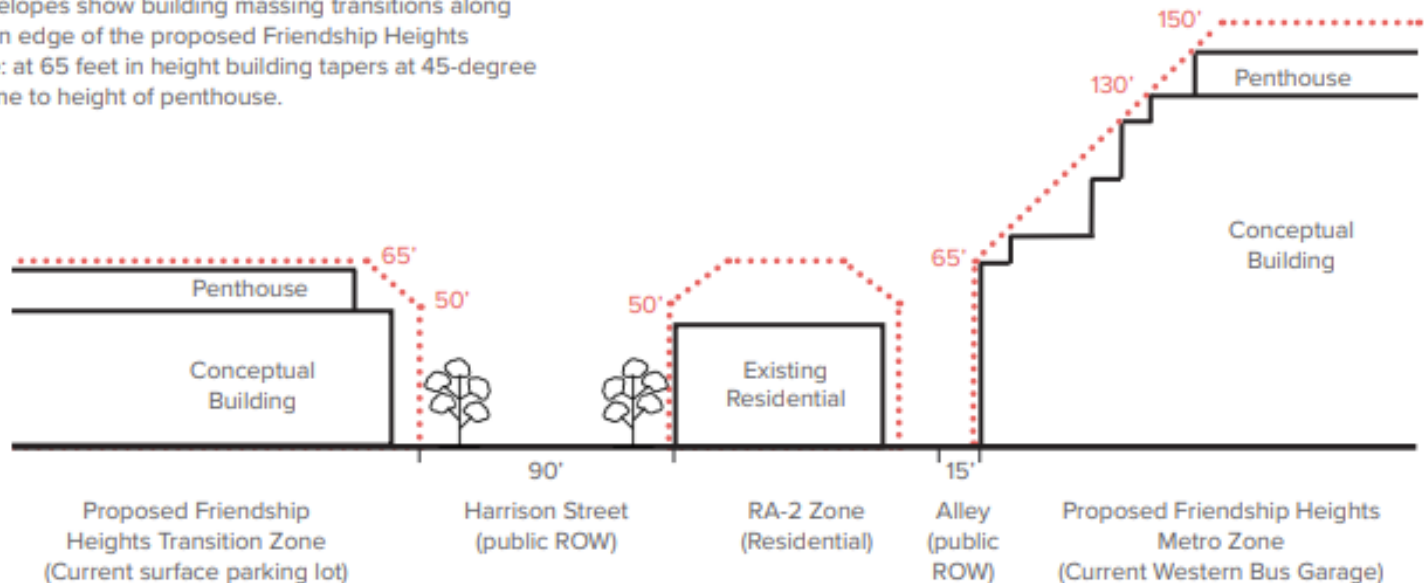 elopes show building massing transitions along
n edge of the proposed Friendship Heights
: at 65 feet in height building tapers at 45-degree
ne to height of penthouse.
150'
130'
Penthouse
Conceptual
Building
65'
65'
50'
Penthouse
Conceptual
Building
50'
Existing
Residential
90'
15'
Proposed Friendship
Heights Transition Zone
(Current surface parking lot)
Harrison Street
(public ROW)
RA-2 Zone
(Residential)
Alley
(public
ROW)
Proposed Friendship Heights
Metro Zone
(Current Western Bus Garage)